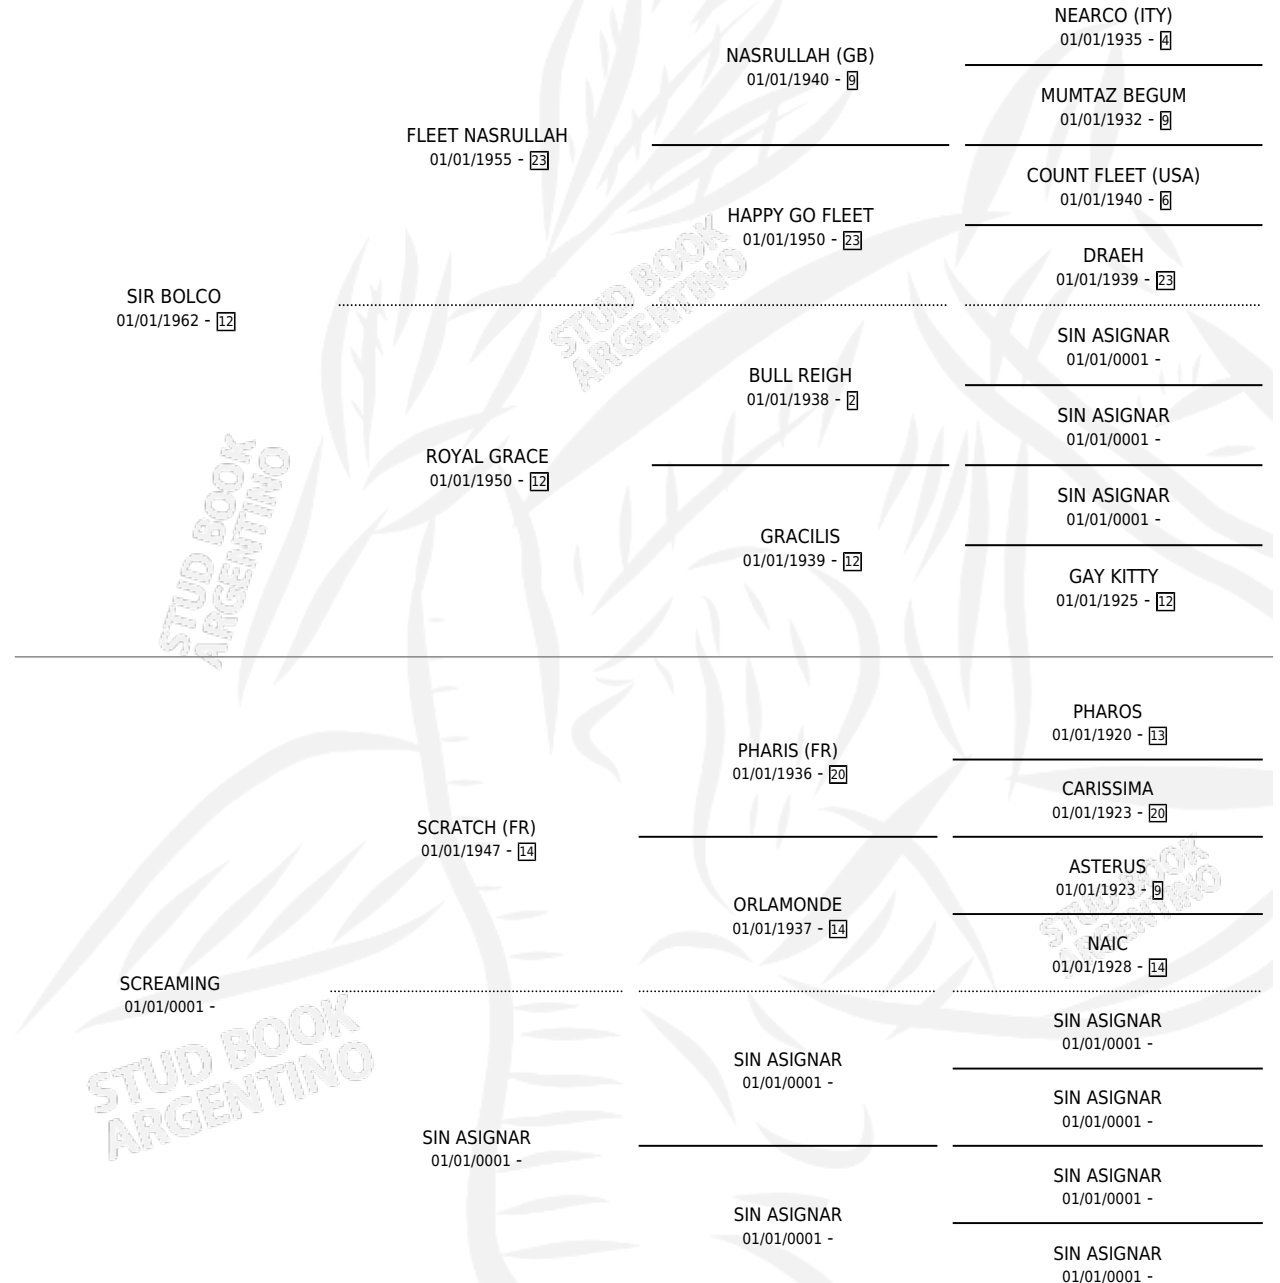 NEARCO (ITY)
01/01/1935 - 4
NASRULLAH (GB)
01/01/1940 - 9
MUMTAZ BEGUM
01/01/1932 - 9
FLEET NASRULLAH
01/01/1955 - 23
COUNT FLEET (USA)
01/01/1940 - 6
HAPPY GO FLEET
01/01/1950 - 23
DRAEH
01/01/1939 - 23
SIR BOLCO
01/01/1962 - 12
SIN ASIGNAR
01/01/0001 -
BULL REIGH
01/01/1938 - 2
SIN ASIGNAR
01/01/0001 -
ROYAL GRACE
01/01/1950 - 12
SIN ASIGNAR
01/01/0001 -
GRACILIS
01/01/1939 - 12
GAY KITTY
01/01/1925 - 12
STUD BOOK
ARGENTINO
STUD BOOK
ARGENTINO
PHAROS
01/01/1920 - 13
PHARIS (FR)
01/01/1936 - 20
CARISSIMA
01/01/1923 - 20
SCRATCH (FR)
01/01/1947 - 14
ASTERUS
01/01/1923 - 9
ORLAMONDE
01/01/1937 - 14
NAIC
01/01/1928 - 14
SCREAMING
01/01/0001 -
SIN ASIGNAR
01/01/0001 -
SIN ASIGNAR
01/01/0001 -
SIN ASIGNAR
01/01/0001 -
SIN ASIGNAR
01/01/0001 -
SIN ASIGNAR
01/01/0001 -
SIN ASIGNAR
01/01/0001 -
SIN ASIGNAR
01/01/0001 -
STUD BOOK
ARGENTINO
STUD BOOK
ARGENTINO